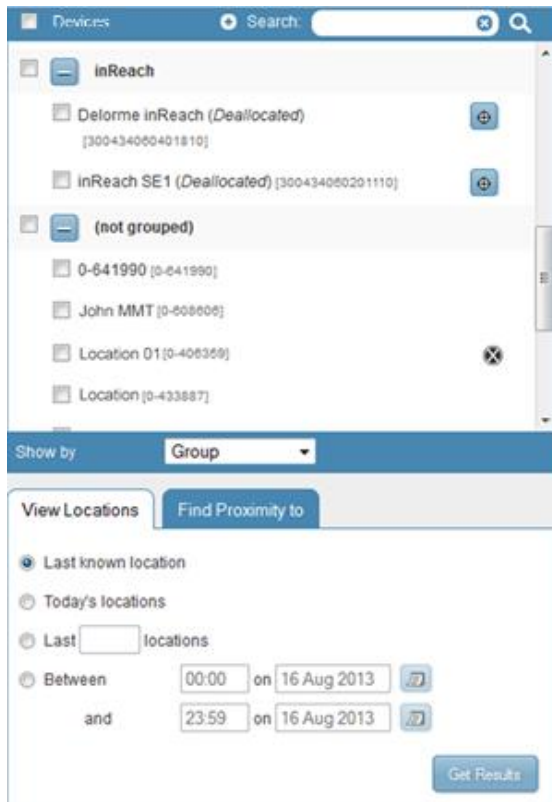 Devices Search:
inReach
Delorme inReach (Deallocated)
[300434060401810]
inReach SE1 (Deallocated) [300434060201110]
(not grouped)
0-641990 [0-641990]
John MMT [0-608606]
Location 01 [0-406369]
Location [0-433887]
Show by Group
View Locations Find Proximity to
Last known location
Today's locations
Last locations
Between 00:00 on 16 Aug 2013
and 23:59 on 16 Aug 2013
Get Results